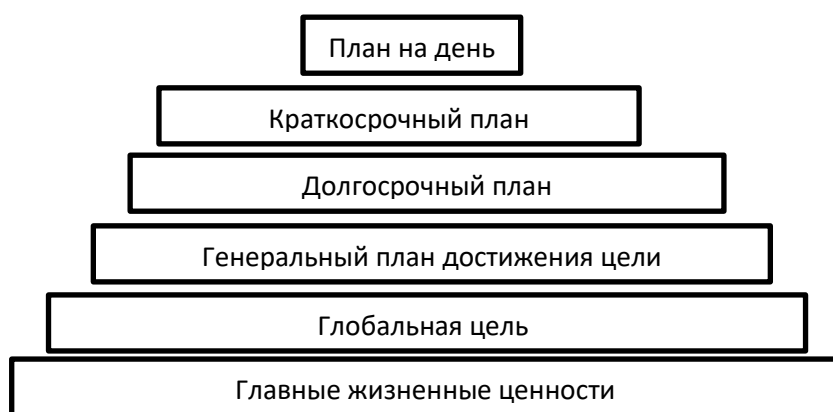 План на день
Краткосрочный план
Долгосрочный план
Генеральный план достижения цели
Глобальная цель
Главные жизненные ценности